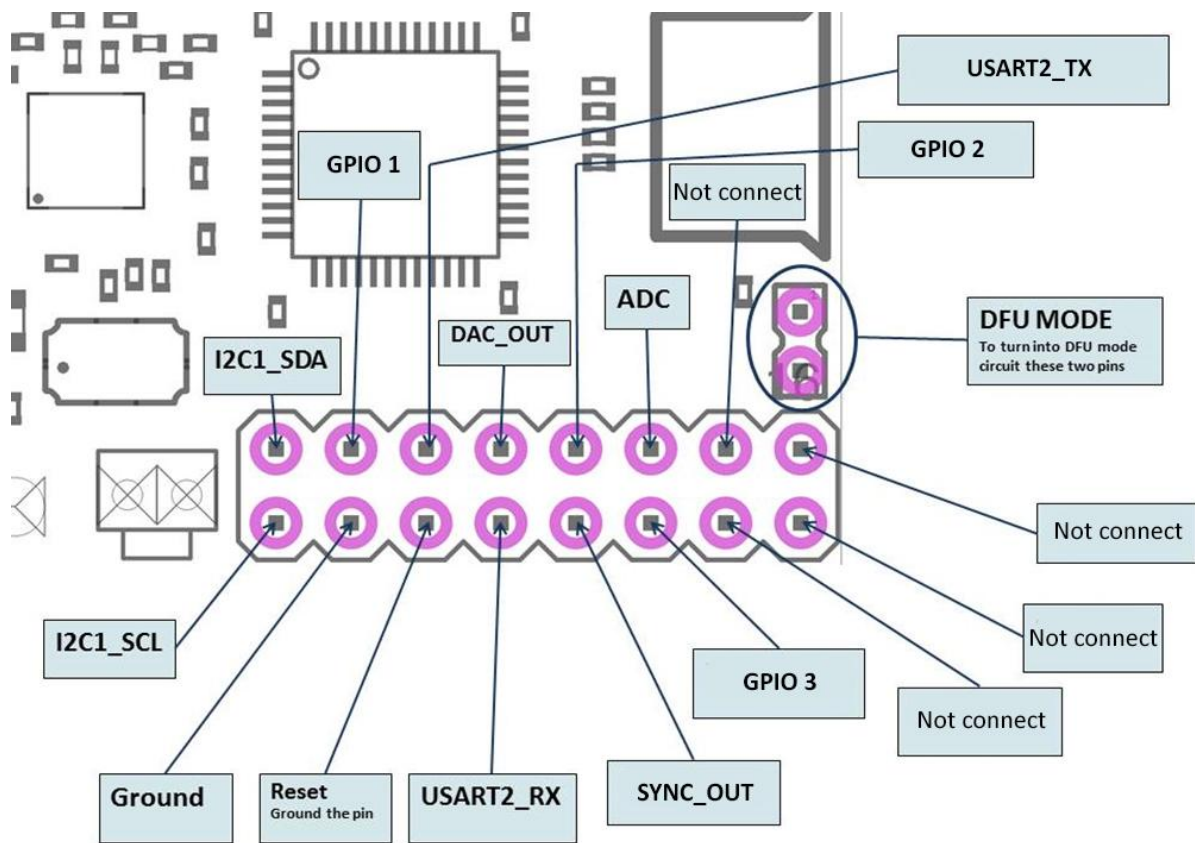 USART2_TX
GPIO 1
GPIO 2
Not connect
ADC
DFU MODE
To turn into DFU mode
circuit these two pins
DAC_OUT
I2C1_SDA
Not connect
I2C1_SCL
Not connect
GPIO 3
Not connect
Ground
Reset
Ground the pin
USART2_RX
SYNC_OUT